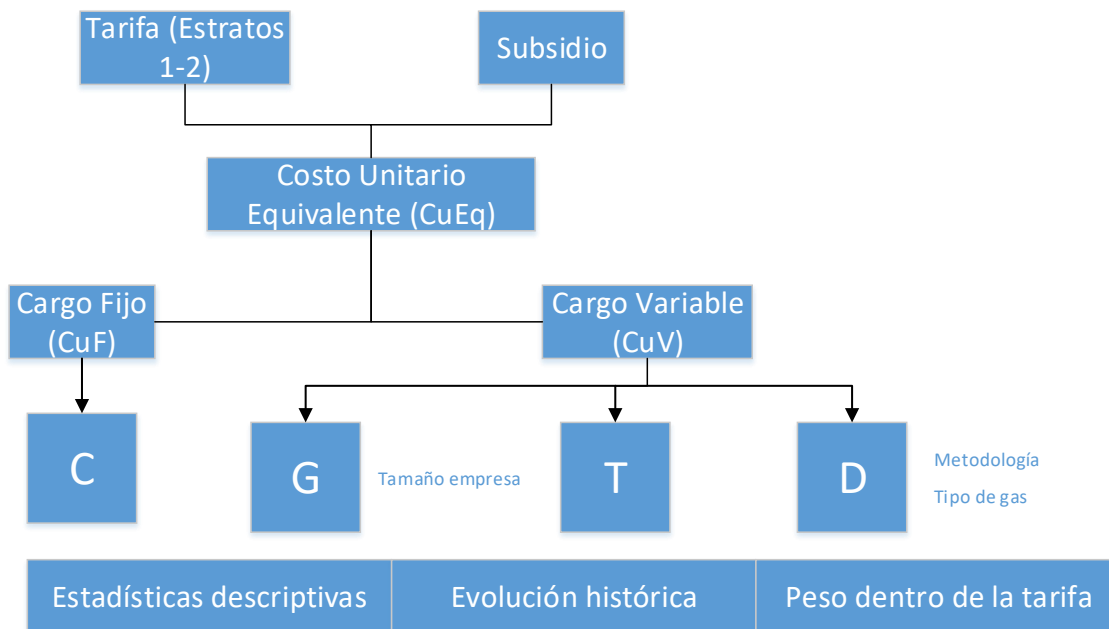 Tarifa (Estratos
1-2)
Subsidio
Costo Unitario
Equivalente (CuEq)
Cargo Fijo
(CuF)
Cargo Variable
(CuV)
C
G
Tamaño empresa
T
D
Metodología
Tipo de gas
Estadísticas descriptivas
Evolución histórica
Peso dentro de la tarifa